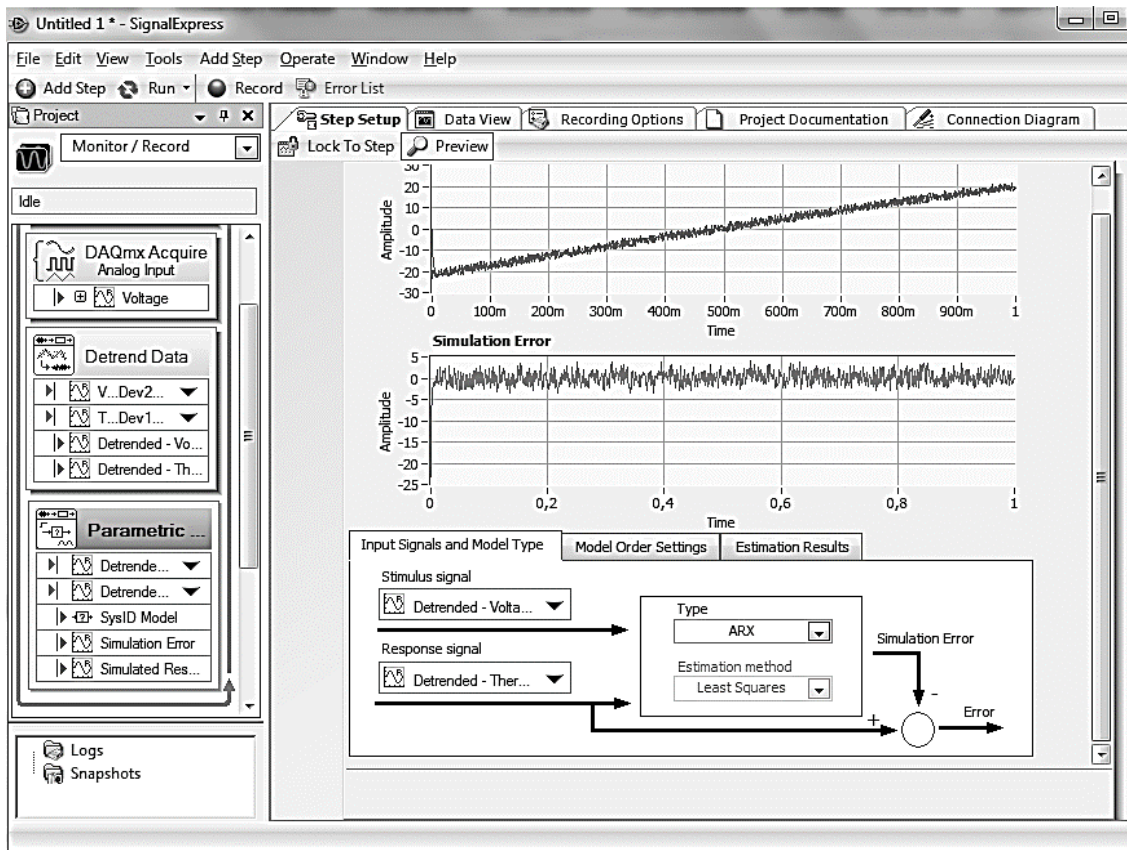 Untitled 1 * - SignalExpress
File Edit View Tools Add Step Operate Window Help
Add Step Run Record Error List
Project
Monitor / Record
Idle
DAQmx Acquire
Analog Input
Voltage
Detrend Data
V...Dev2...
T...Dev1...
Detrended - Vo...
Detrended - Th...
Parametric ...
Detrende...
Detrende...
SysID Model
Simulation Error
Simulated Res...
Logs
Snapshots
Step Setup Data View Recording Options Project Documentation Connection Diagram
Lock To Step Preview
30
20
10
0
-10
-20
-30
Amplitude
0 100m 200m 300m 400m 500m 600m 700m 800m 900m 1
Time
Simulation Error
5
0
-5
-10
-15
-20
-25
Amplitude
0 0,2 0,4 0,6 0,8 1
Time
Input Signals and Model Type Model Order Settings Estimation Results
Stimulus signal
Detrended - Volta...
Response signal
Detrended - Ther...
Type
ARX
Estimation method
Least Squares
Simulation Error
-
+
Error